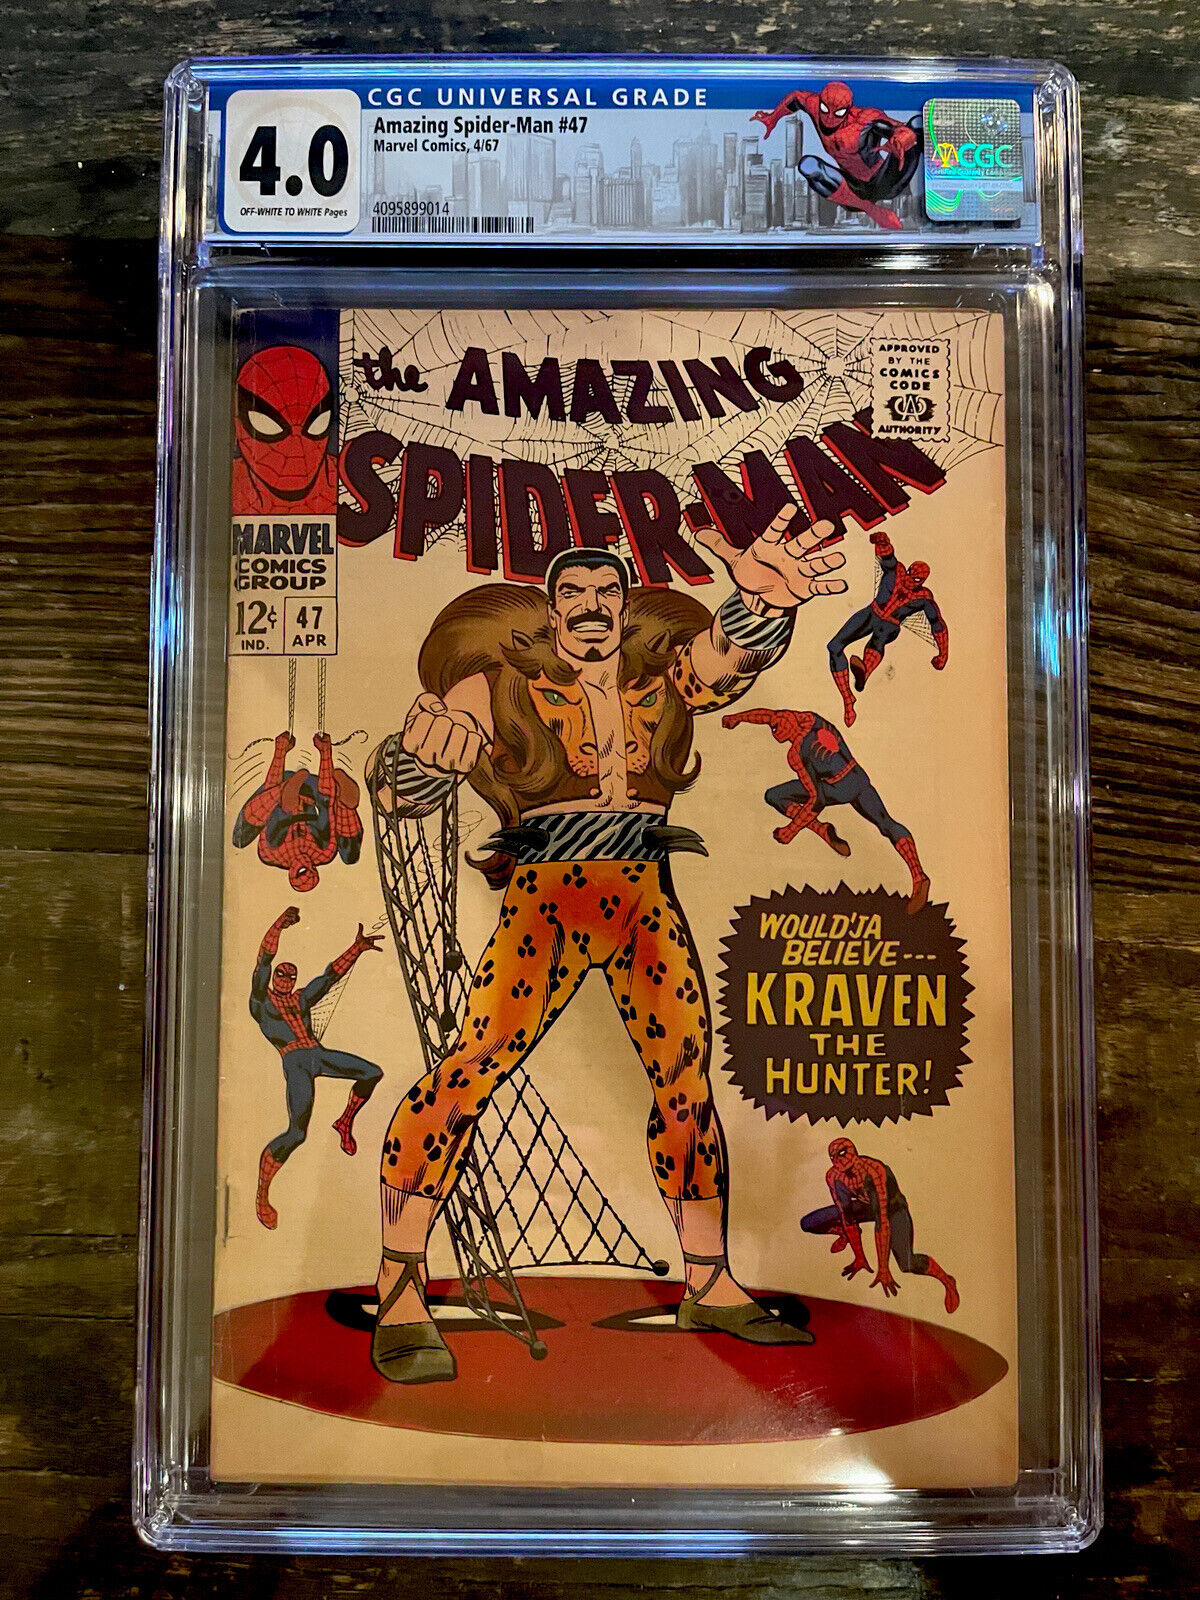 CGC UNIVERSAL GRADE
4.0
OFF-WHITE TO WHITE Pages
Amazing Spider-Man #47
Marvel Comics, 4/67
4095899014
CGC
the AMAZING
SPIDER-MAN
APPROVED
BY THE
COMICS
CODE
AUTHORITY
MARVEL
COMICS
GROUP
12¢
IND.
47
APR
WOULD'JA
BELIEVE---
KRAVEN
THE
HUNTER!